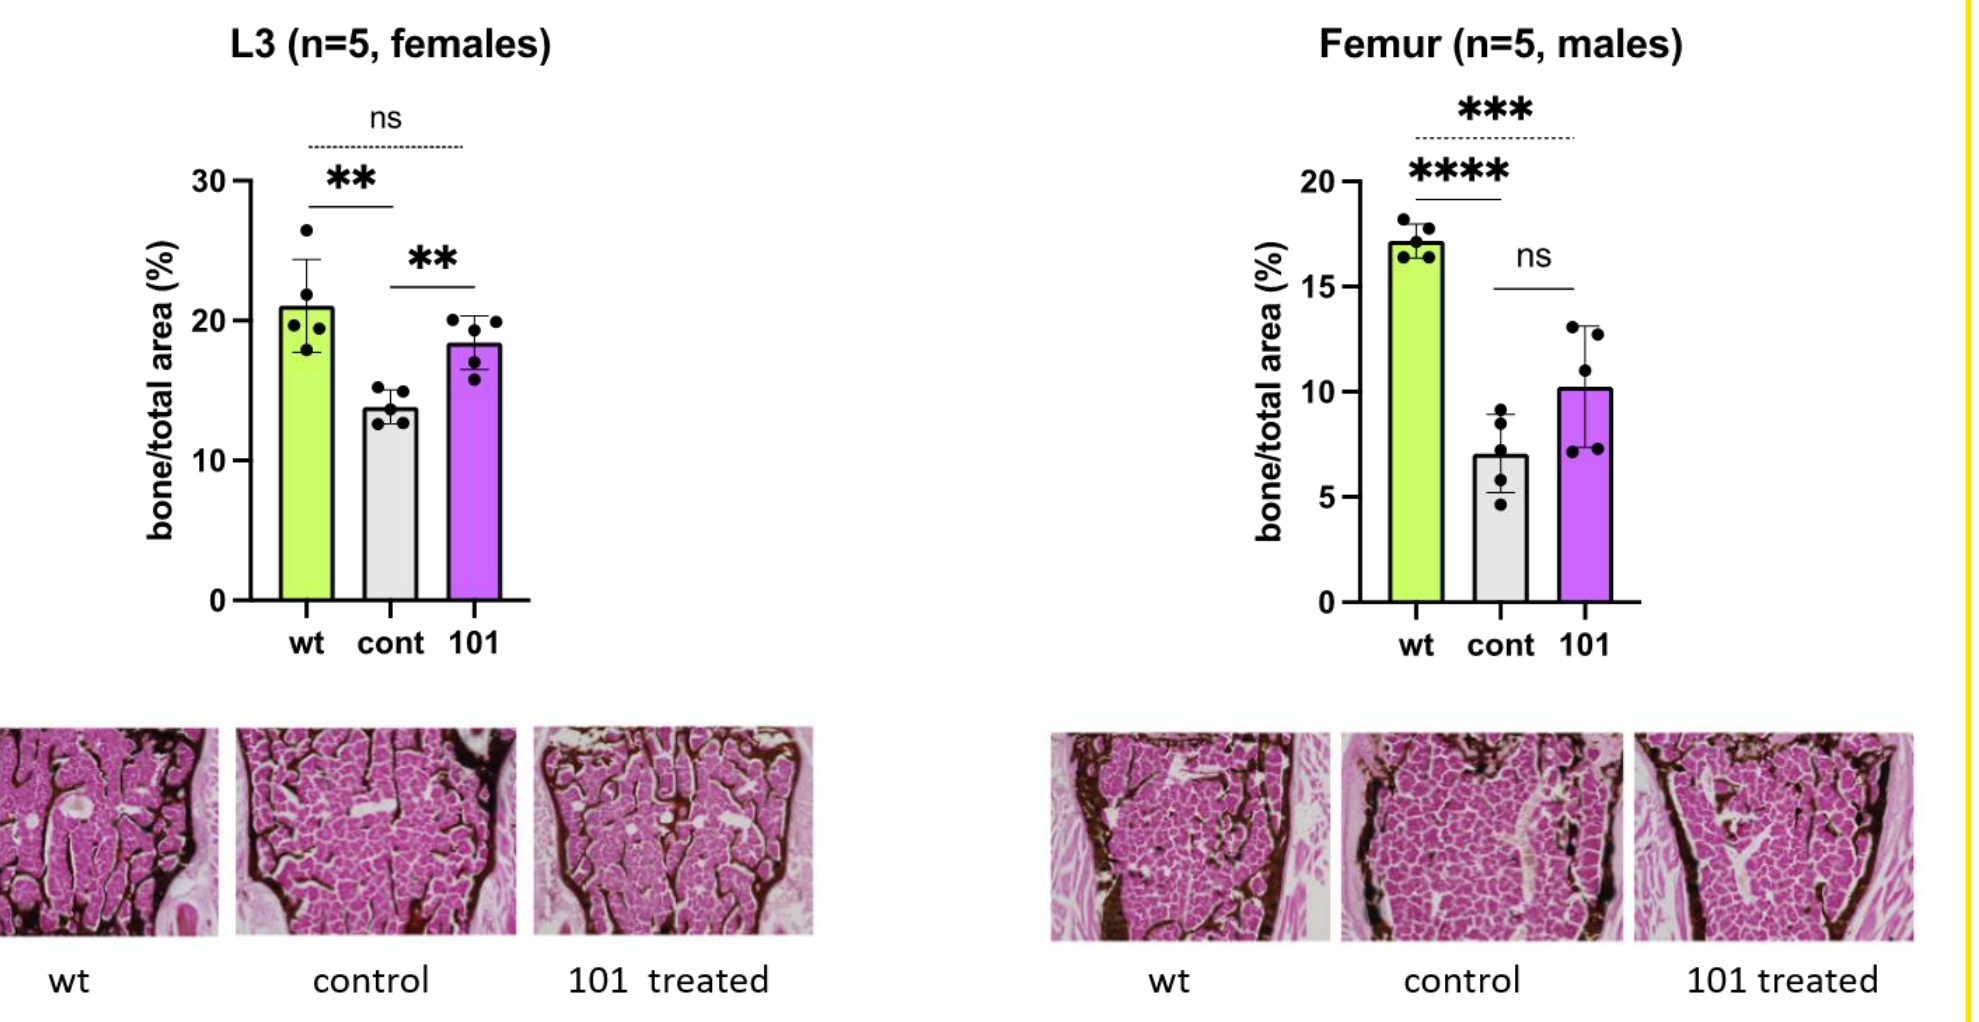 L3 (n=5, females)
ns
**
**
bone/total area (%)
30
20
10
0
wt cont 101
wt
control
101 treated
Femur (n=5, males)
***
****
ns
bone/total area (%)
20
15
10
5
0
wt cont 101
wt
control
101 treated